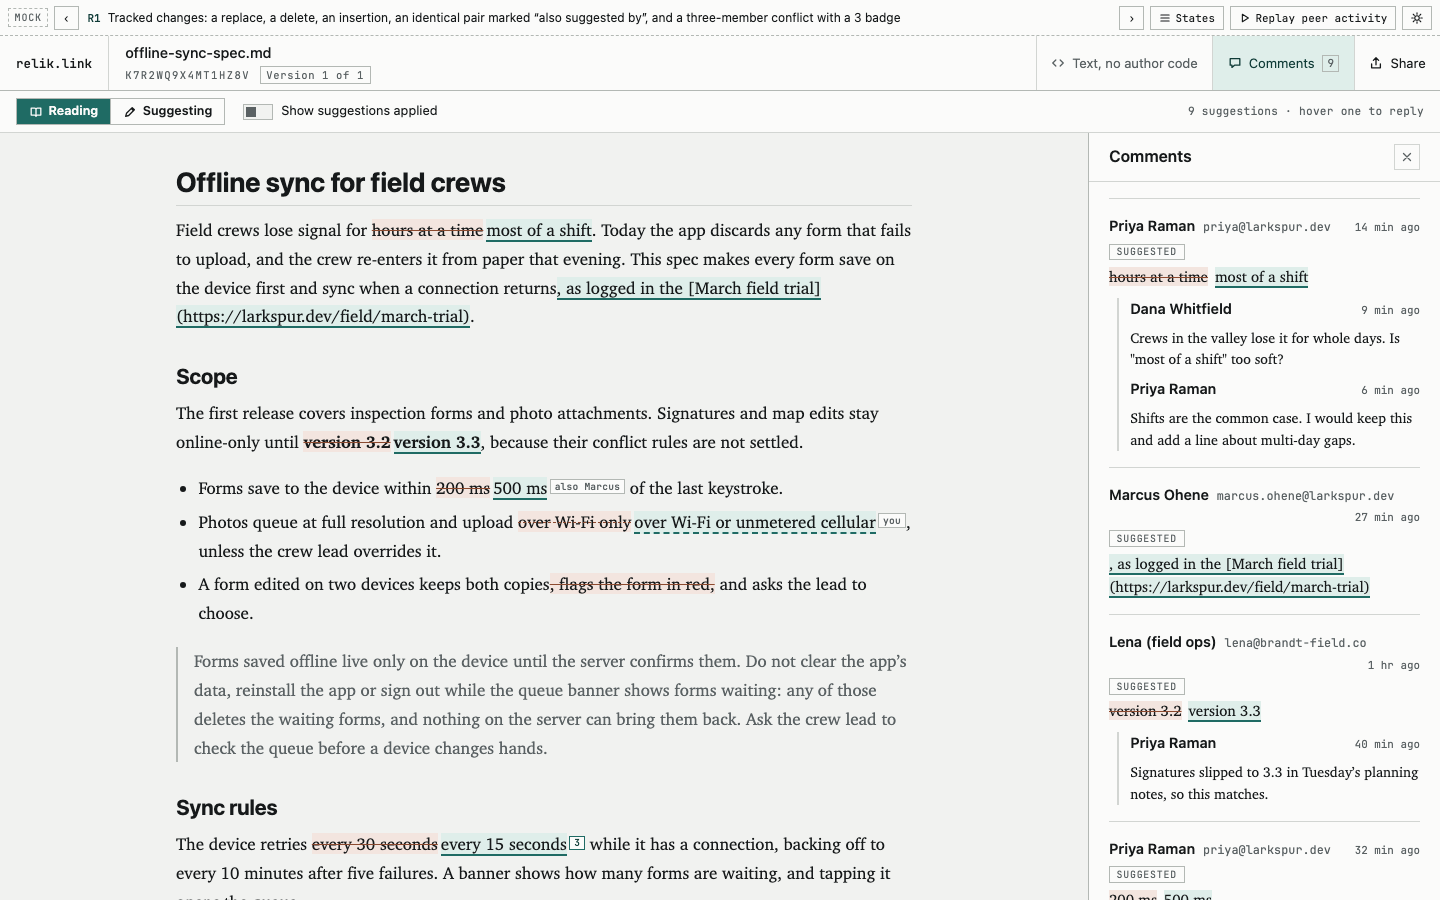 MOCK
‹
R1 Tracked changes: a replace, a delete, an insertion, an identical pair marked “also suggested by”, and a three-member conflict with a 3 badge
›
States
Replay peer activity
relik.link
offline-sync-spec.md
K7R2WQ9X4MT1HZ8V Version 1 of 1
Text, no author code
Comments 9
Share
Reading
Suggesting
Show suggestions applied
9 suggestions · hover one to reply
Offline sync for field crews
Field crews lose signal for hours at a time most of a shift. Today the app discards any form that fails
to upload, and the crew re-enters it from paper that evening. This spec makes every form save on
the device first and sync when a connection returns, as logged in the [March field trial]
(https://larkspur.dev/field/march-trial).
Scope
The first release covers inspection forms and photo attachments. Signatures and map edits stay
online-only until version 3.2 version 3.3, because their conflict rules are not settled.
• Forms save to the device within 200 ms 500 ms also Marcus of the last keystroke.
• Photos queue at full resolution and upload over Wi-Fi only over Wi-Fi or unmetered cellular you ,
unless the crew lead overrides it.
• A form edited on two devices keeps both copies, flags the form in red, and asks the lead to
choose.
Forms saved offline live only on the device until the server confirms them. Do not clear the app’s
data, reinstall the app or sign out while the queue banner shows forms waiting: any of those
deletes the waiting forms, and nothing on the server can bring them back. Ask the crew lead to
check the queue before a device changes hands.
Sync rules
The device retries every 30 seconds every 15 seconds 3 while it has a connection, backing off to
every 10 minutes after five failures. A banner shows how many forms are waiting, and tapping it
Comments
Priya Raman priya@larkspur.dev 14 min ago
SUGGESTED
hours at a time most of a shift
Dana Whitfield 9 min ago
Crews in the valley lose it for whole days. Is
"most of a shift" too soft?
Priya Raman 6 min ago
Shifts are the common case. I would keep this
and add a line about multi-day gaps.
Marcus Ohene marcus.ohene@larkspur.dev
27 min ago
SUGGESTED
, as logged in the [March field trial]
(https://larkspur.dev/field/march-trial)
Lena (field ops) lena@brandt-field.co
1 hr ago
SUGGESTED
version 3.2 version 3.3
Priya Raman 40 min ago
Signatures slipped to 3.3 in Tuesday’s planning
notes, so this matches.
Priya Raman priya@larkspur.dev 32 min ago
SUGGESTED
200 ms 500 ms